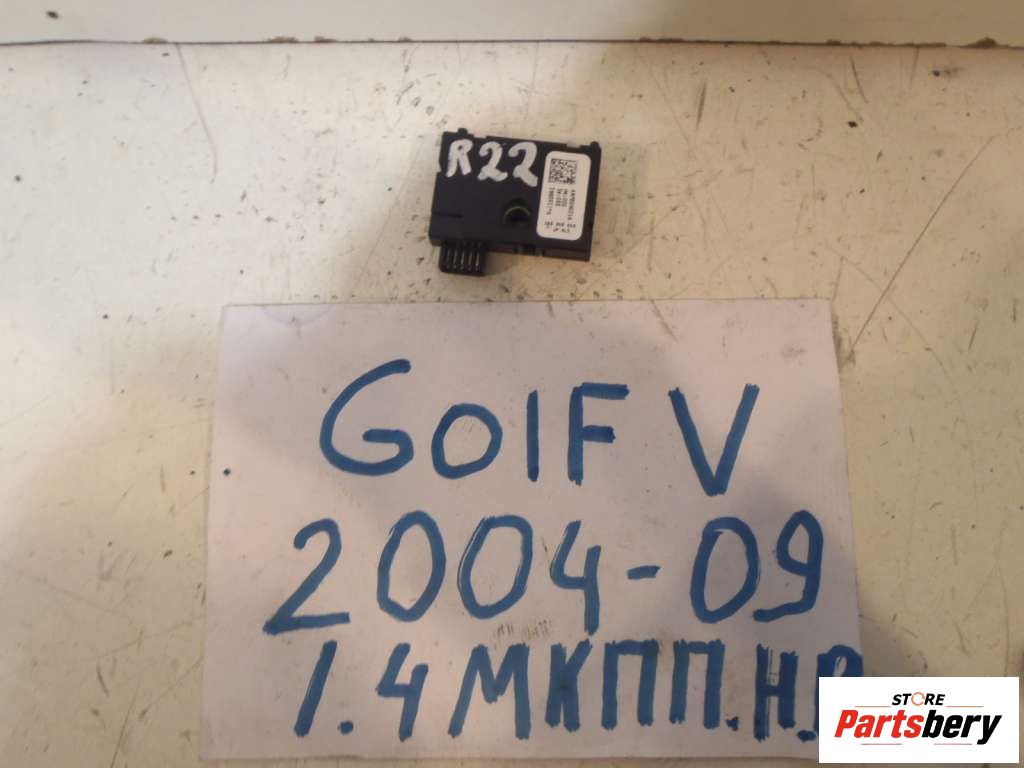 R22
GOlF V
2004-09
1.4 МКПП.Н.Р
STORE
Partsbery